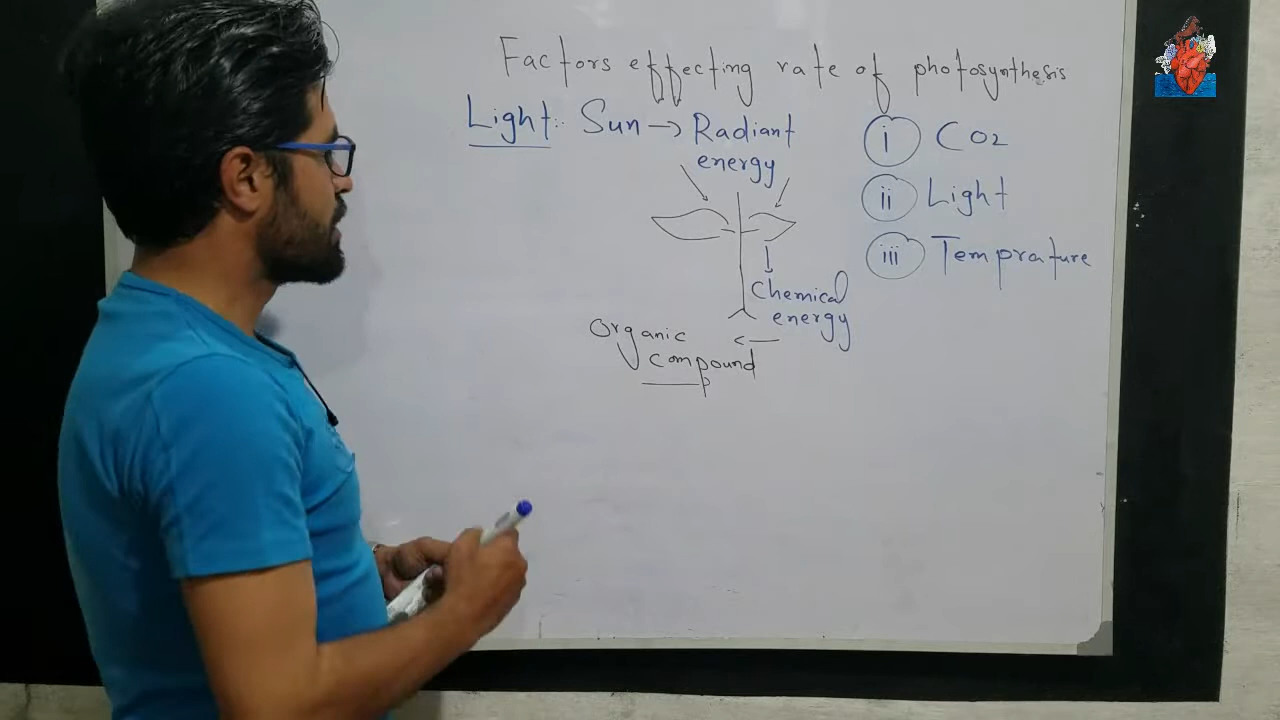 Factors effecting rate of photosynthesis
Light:: Sun → Radiant
energy
i CO2
ii Light
iii Temprature
Chemical
energy
Organic
compound